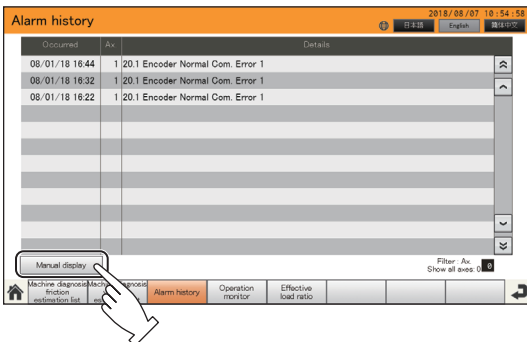 Alarm history
2018/08/07 10:54:58
日本語 English 簡体中文
Occurred Ax Details
08/01/18 16:44 1 20.1 Encoder Normal Com. Error 1
08/01/18 16:32 1 20.1 Encoder Normal Com. Error 1
08/01/18 16:22 1 20.1 Encoder Normal Com. Error 1
Manual display
Filter : Ax.
Show all axes: 0
0
Machine diagnosis
friction
estimation list
Alarm history
Operation
monitor
Effective
load ratio